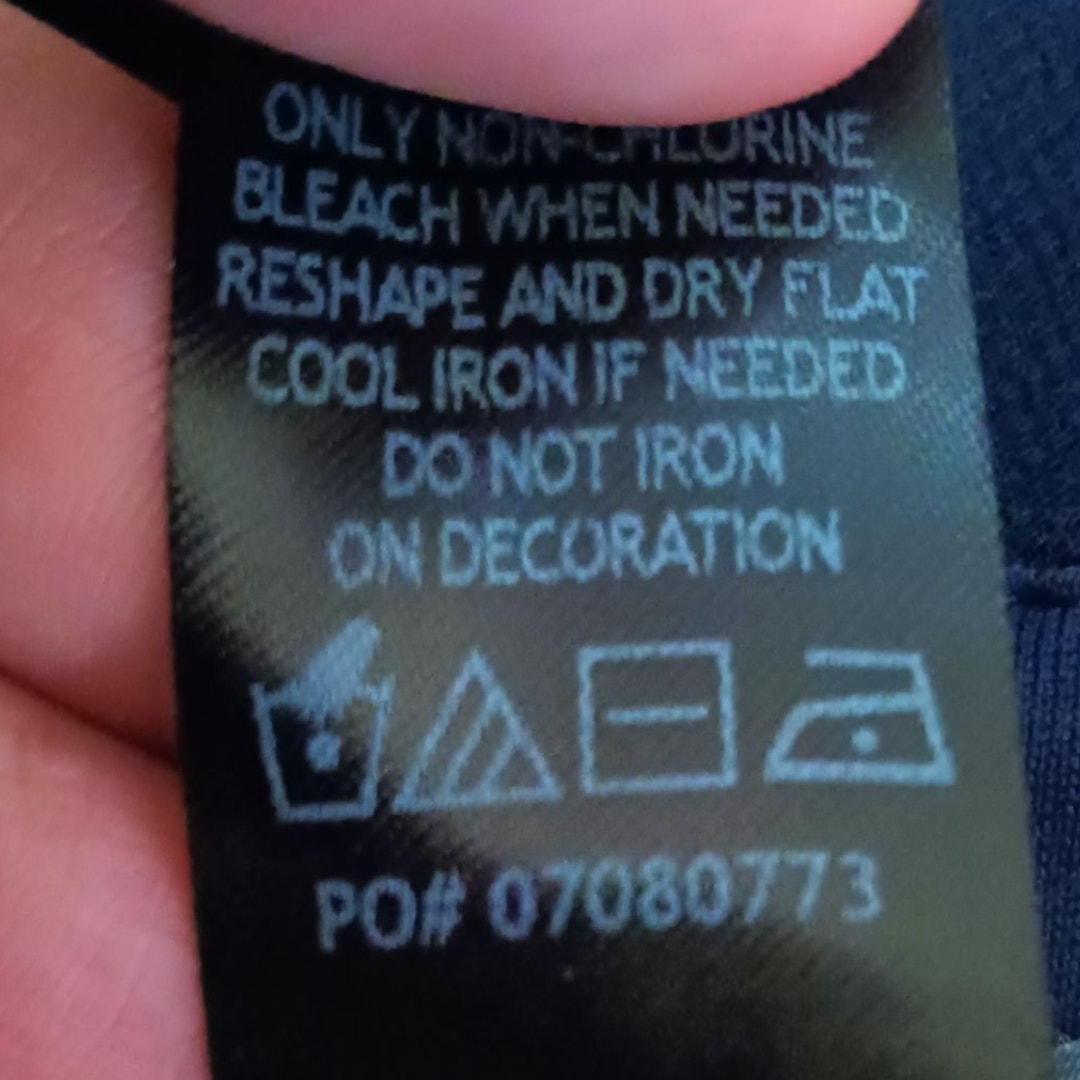 ONLY NON-CHLORINE
BLEACH WHEN NEEDED
RESHAPE AND DRY FLAT
COOL IRON IF NEEDED
DO NOT IRON
ON DECORATION
PO# 07080773